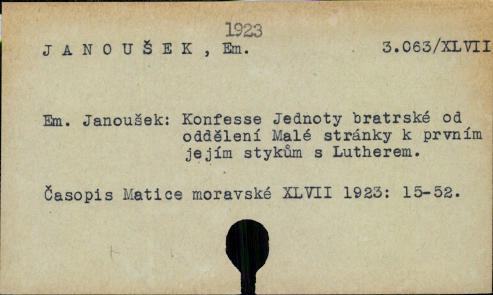 1923
JANOUŠEK, Em. 3.063/XLVII
Em. Janoušek: Konfesse Jednoty bratrské od
oddělení Malé stránky k prvním
jejím stykům s Lutherem.
Časopis Matice moravské XLVII 1923: 15-52.